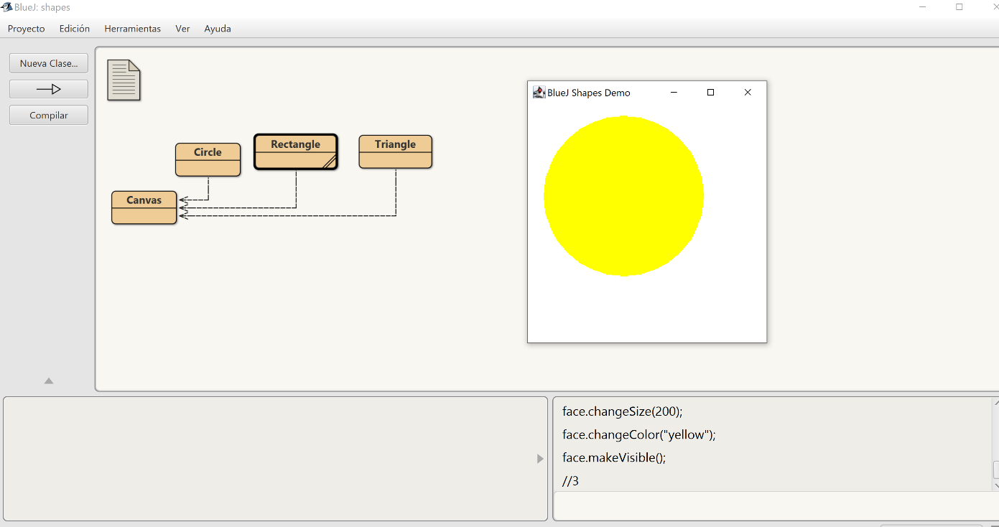 BlueJ: shapes
Proyecto Edición Herramientas Ver Ayuda
Nueva Clase...
Compilar
Circle
Rectangle
Triangle
Canvas
BlueJ Shapes Demo
face.changeSize(200);
face.changeColor("yellow");
face.makeVisible();
//3